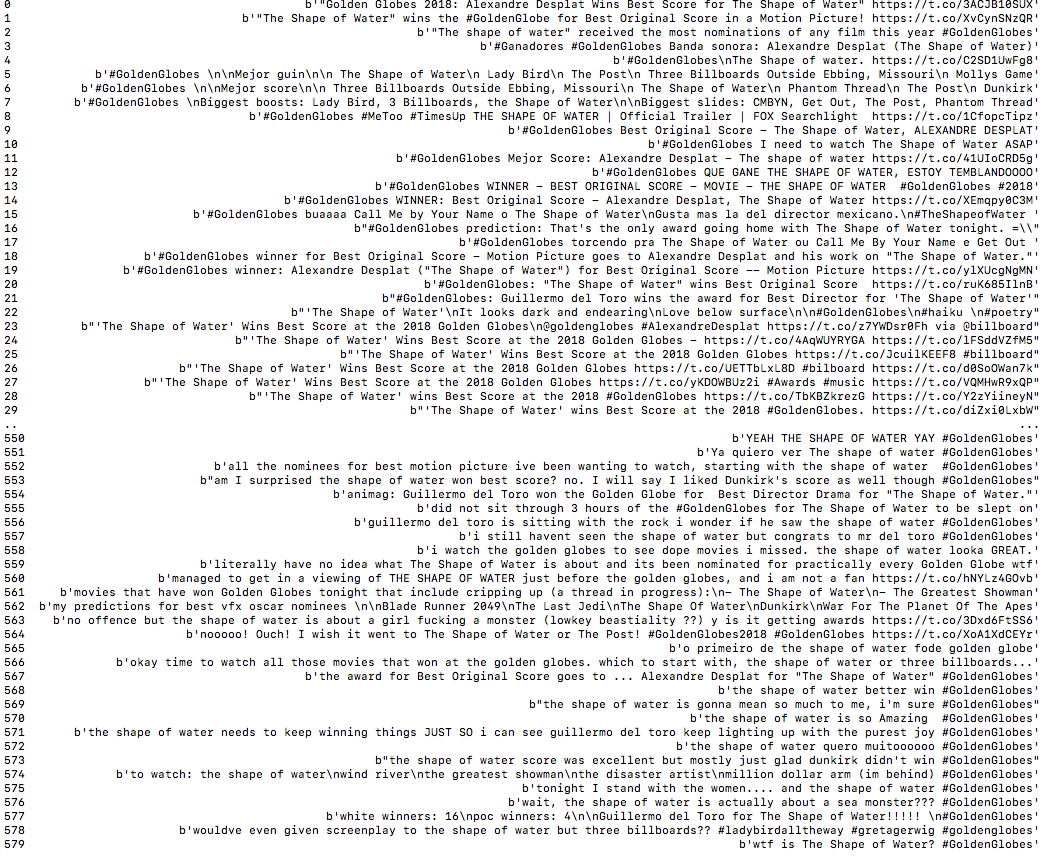 0 b'"Golden Globes 2018: Alexandre Desplat Wins Best Score for The Shape of Water" https://t.co/3ACJB10SUX'
1 b'"The Shape of Water" wins the #GoldenGlobe for Best Original Score in a Motion Picture! https://t.co/XvCynSNzQR'
2 b'"The shape of water" received the most nominations of any film this year #GoldenGlobes'
3 b'#Ganadores #GoldenGlobes Banda sonora: Alexandre Desplat (The Shape of Water)'
4 b'#GoldenGlobes\nThe Shape of water. https://t.co/C2SD1UwFg8'
5 b'#GoldenGlobes \n\nMejor guin\n\n The Shape of Water\n Lady Bird\n The Post\n Three Billboards Outside Ebbing, Missouri\n Mollys Game'
6 b'#GoldenGlobes \n\nMejor score\n\n Three Billboards Outside Ebbing, Missouri\n The Shape of Water\n Phantom Thread\n The Post\n Dunkirk'
7 b'#GoldenGlobes \nBiggest boosts: Lady Bird, 3 Billboards, the Shape of Water\n\nBiggest slides: CMBYN, Get Out, The Post, Phantom Thread'
8 b'#GoldenGlobes #MeToo #TimesUp THE SHAPE OF WATER | Official Trailer | FOX Searchlight  https://t.co/1CfopcTipz'
9 b'#GoldenGlobes Best Original Score – The Shape of Water, ALEXANDRE DESPLAT'
10 b'#GoldenGlobes I need to watch The Shape of Water ASAP'
11 b'#GoldenGlobes Mejor Score: Alexandre Desplat – The shape of water https://t.co/41UIoCRD5g'
12 b'#GoldenGlobes QUE GANE THE SHAPE OF WATER, ESTOY TEMBLANDOOOO'
13 b'#GoldenGlobes WINNER – BEST ORIGINAL SCORE – MOVIE – THE SHAPE OF WATER  #GoldenGlobes #2018'
14 b'#GoldenGlobes WINNER: Best Original Score – Alexandre Desplat, The Shape of Water https://t.co/XEmqpy0C3M'
15 b'#GoldenGlobes buaaaa Call Me by Your Name o The Shape of Water\nGusta mas la del director mexicano.\n#TheShapeofWater '
16 b"#GoldenGlobes prediction: That's the only award going home with The Shape of Water tonight. =\\"
17 b'#GoldenGlobes torcendo pra The Shape of Water ou Call Me By Your Name e Get Out '
18 b'#GoldenGlobes winner for Best Original Score – Motion Picture goes to Alexandre Desplat and his work on "The Shape of Water."'
19 b'#GoldenGlobes winner: Alexandre Desplat ("The Shape of Water") for Best Original Score –– Motion Picture https://t.co/ylXUcgNgMN'
20 b'#GoldenGlobes: "The Shape of Water" wins Best Original Score  https://t.co/ruK685IlnB'
21 b"#GoldenGlobes: Guillermo del Toro wins the award for Best Director for 'The Shape of Water'"
22 b"'The Shape of Water'\nIt looks dark and endearing\nLove below surface\n\n\n#GoldenGlobes\n#haiku \n#poetry"
23 b"'The Shape of Water' Wins Best Score at the 2018 Golden Globes\n@goldenglobes #AlexandreDesplat https://t.co/z7YWDsr0Fh via @billboard"
24 b"'The Shape of Water' Wins Best Score at the 2018 Golden Globes – https://t.co/4AqWUYRYGA https://t.co/lFSddVZfM5"
25 b"'The Shape of Water' Wins Best Score at the 2018 Golden Globes https://t.co/JcuilKEEF8 #billboard"
26 b"'The Shape of Water' Wins Best Score at the 2018 Golden Globes https://t.co/UETTbLxL8D #bilboard https://t.co/d0SoOWan7k"
27 b"'The Shape of Water' Wins Best Score at the 2018 Golden Globes https://t.co/yKDOWBUz2i #Awards #music https://t.co/VQMHwR9xQP"
28 b"'The Shape of Water' wins Best Score at the 2018 #GoldenGlobes https://t.co/TbKBZkrezG https://t.co/Y2zYiineyN"
29 b"'The Shape of Water' wins Best Score at the 2018 #GoldenGlobes. https://t.co/diZxi0LxbW"
.. ...
550 b'YEAH THE SHAPE OF WATER YAY #GoldenGlobes'
551 b'Ya quiero ver The Shape of water #GoldenGlobes'
552 b'all the nominees for best motion picture ive been wanting to watch, starting with the shape of water  #GoldenGlobes'
553 b"am I surprised the shape of water won best score? no. I will say I liked Dunkirk's score as well though #GoldenGlobes"
554 b'animag: Guillermo del Toro won the Golden Globe for  Best Director Drama for "The Shape of Water."'
555 b'did not sit through 3 hours of the #GoldenGlobes for The Shape of Water to be slept on'
556 b'guillermo del toro is sitting with the rock i wonder if he saw the shape of water #GoldenGlobes'
557 b'i still havent seen the shape of water but congrats to mr del toro #GoldenGlobes'
558 b'i watch the golden globes to see dope movies i missed. the shape of water looka GREAT.'
559 b'literally have no idea what The Shape of Water is about and its been nominated for practically every Golden Globe wtf'
560 b'managed to get in a viewing of THE SHAPE OF WATER just before the golden globes, and i am not a fan https://t.co/hNYLz4GOvb'
561 b'movies that have won Golden Globes tonight that include cripping up (a thread in progress):\n– The Shape of Water\n– The Greatest Showman'
562 b'my predictions for best vfx oscar nominees \n\n\nBlade Runner 2049\nThe Last Jedi\nThe Shape Of Water\nDunkirk\nWar For The Planet Of The Apes'
563 b'no offence but the shape of water is about a girl fucking a monster (lowkey beastiality ??) y is it getting awards https://t.co/3Dxd6FtSS6'
564 b'nooooo! Ouch! I wish it went to The Shape of Water or The Post! #GoldenGlobes2018 #GoldenGlobes https://t.co/XoA1XdCEYr'
565 b'o primeiro de the shape of water fode golden globe'
566 b'okay time to watch all those movies that won at the golden globes. which to start with, the shape of water or three billboards...'
567 b'the award for Best Original Score goes to ... Alexandre Desplat for "The Shape of Water" #GoldenGlobes'
568 b'the shape of water better win #GoldenGlobes'
569 b"the shape of water is gonna mean so much to me, i'm sure #GoldenGlobes"
570 b'the shape of water is so Amazing  #GoldenGlobes'
571 b'the shape of water needs to keep winning things JUST SO i can see guillermo del toro keep lighting up with the purest joy #GoldenGlobes'
572 b'the shape of water quero muitoooooo #GoldenGlobes'
573 b"the shape of water score was excellent but mostly just glad dunkirk didn't win #GoldenGlobes"
574 b'to watch: the shape of water\nwind river\nthe greatest showman\nthe disaster artist\nmillion dollar arm (im behind) #GoldenGlobes'
575 b'tonight I stand with the women.... and the shape of water #GoldenGlobes'
576 b'wait, the shape of water is actually about a sea monster??? #GoldenGlobes'
577 b'white winners: 16\npoc winners: 4\n\nGuillermo del Toro for The Shape of Water!!!!! \n#GoldenGlobes'
578 b'wouldve even given screenplay to the shape of water but three billboards?? #ladybirdalltheway #gretagerwig #goldenglobes'
579 b'wtf is The Shape of Water? #GoldenGlobes'